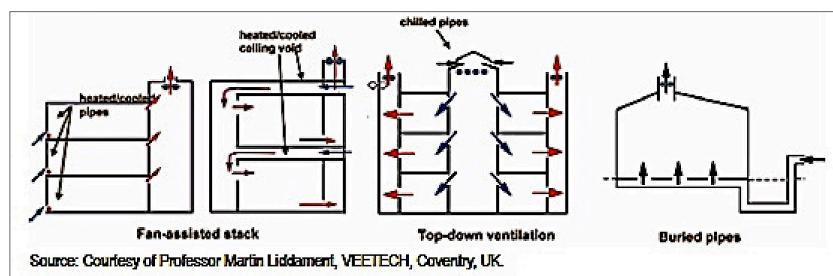 chilled pipes
heated/cooled
ceiling void
heated/cooled
pipes
Fan-assisted stack
Top-down ventilation
Buried pipes
Source: Courtesy of Professor Martin Liddament, VEETECH, Coventry, UK.